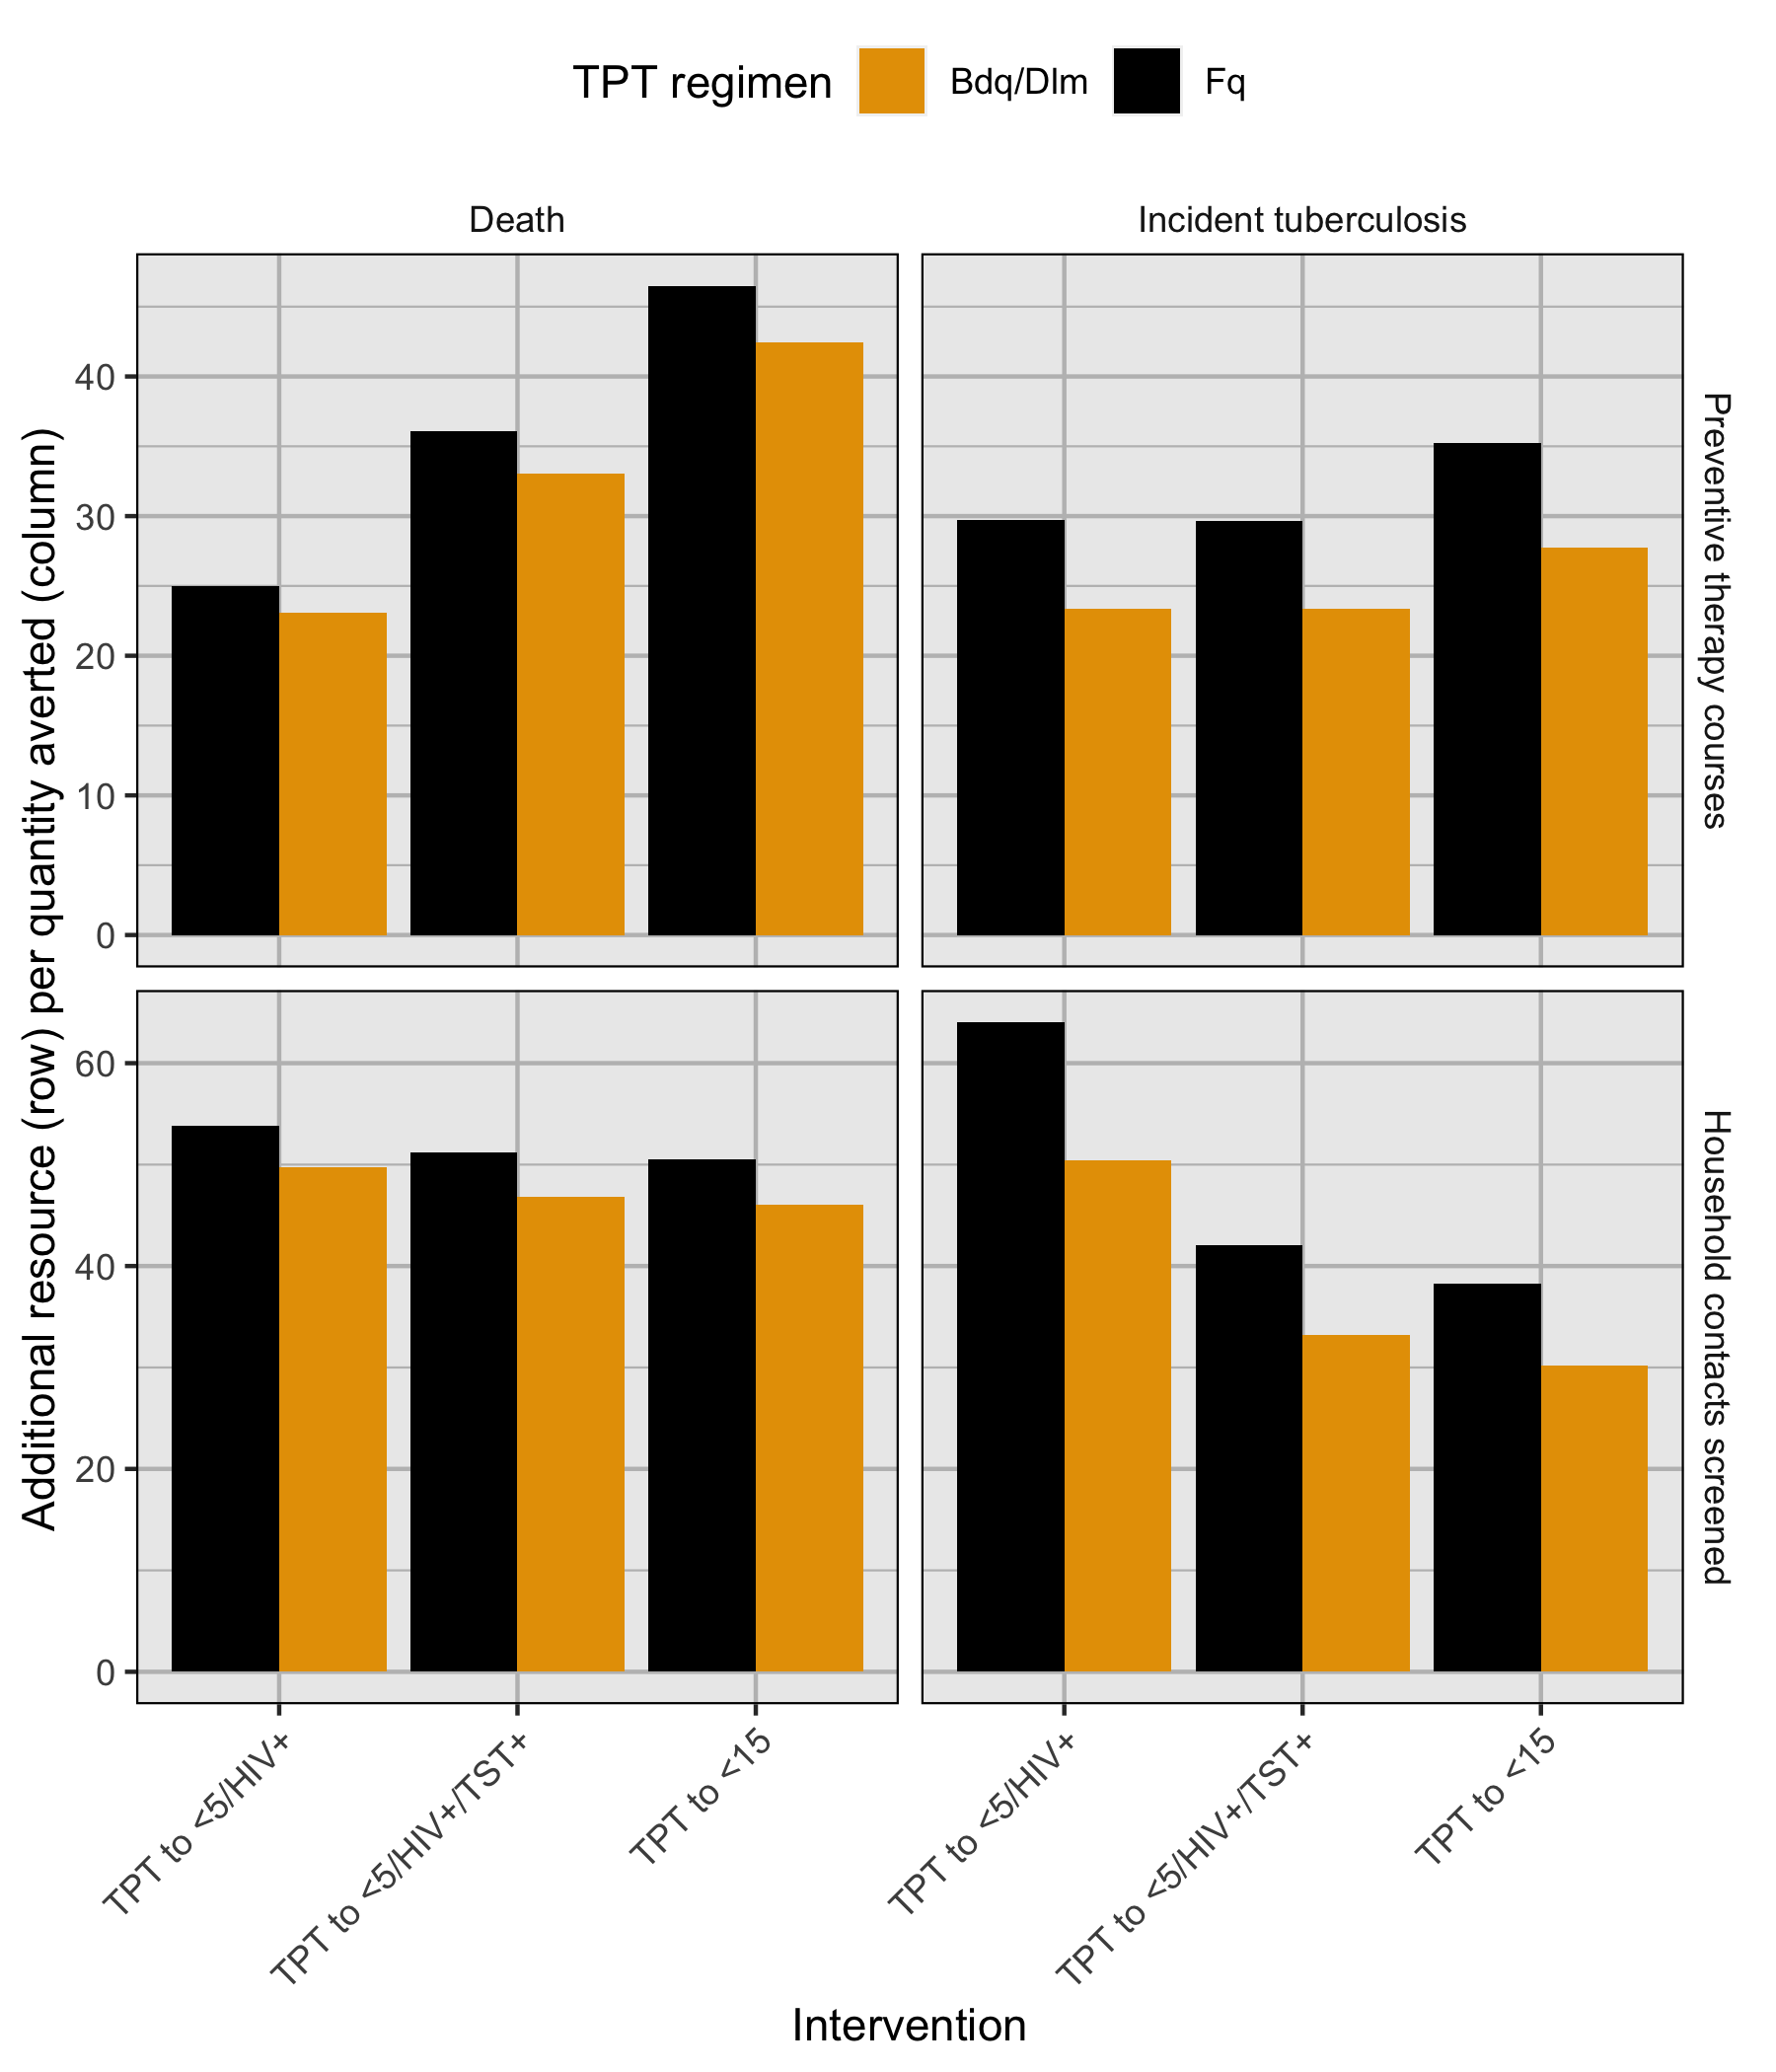 TPT regimen Bdq/Dlm Fq
Death Incident tuberculosis
Additional resource (row) per quantity averted (column)
40
30
20
10
0
Preventive therapy courses
60
40
20
0
Household contacts screened
TPT to <5/HIV+
TPT to <5/HIV+/TST+
TPT to <15
TPT to <5/HIV+
TPT to <5/HIV+/TST+
TPT to <15
Intervention